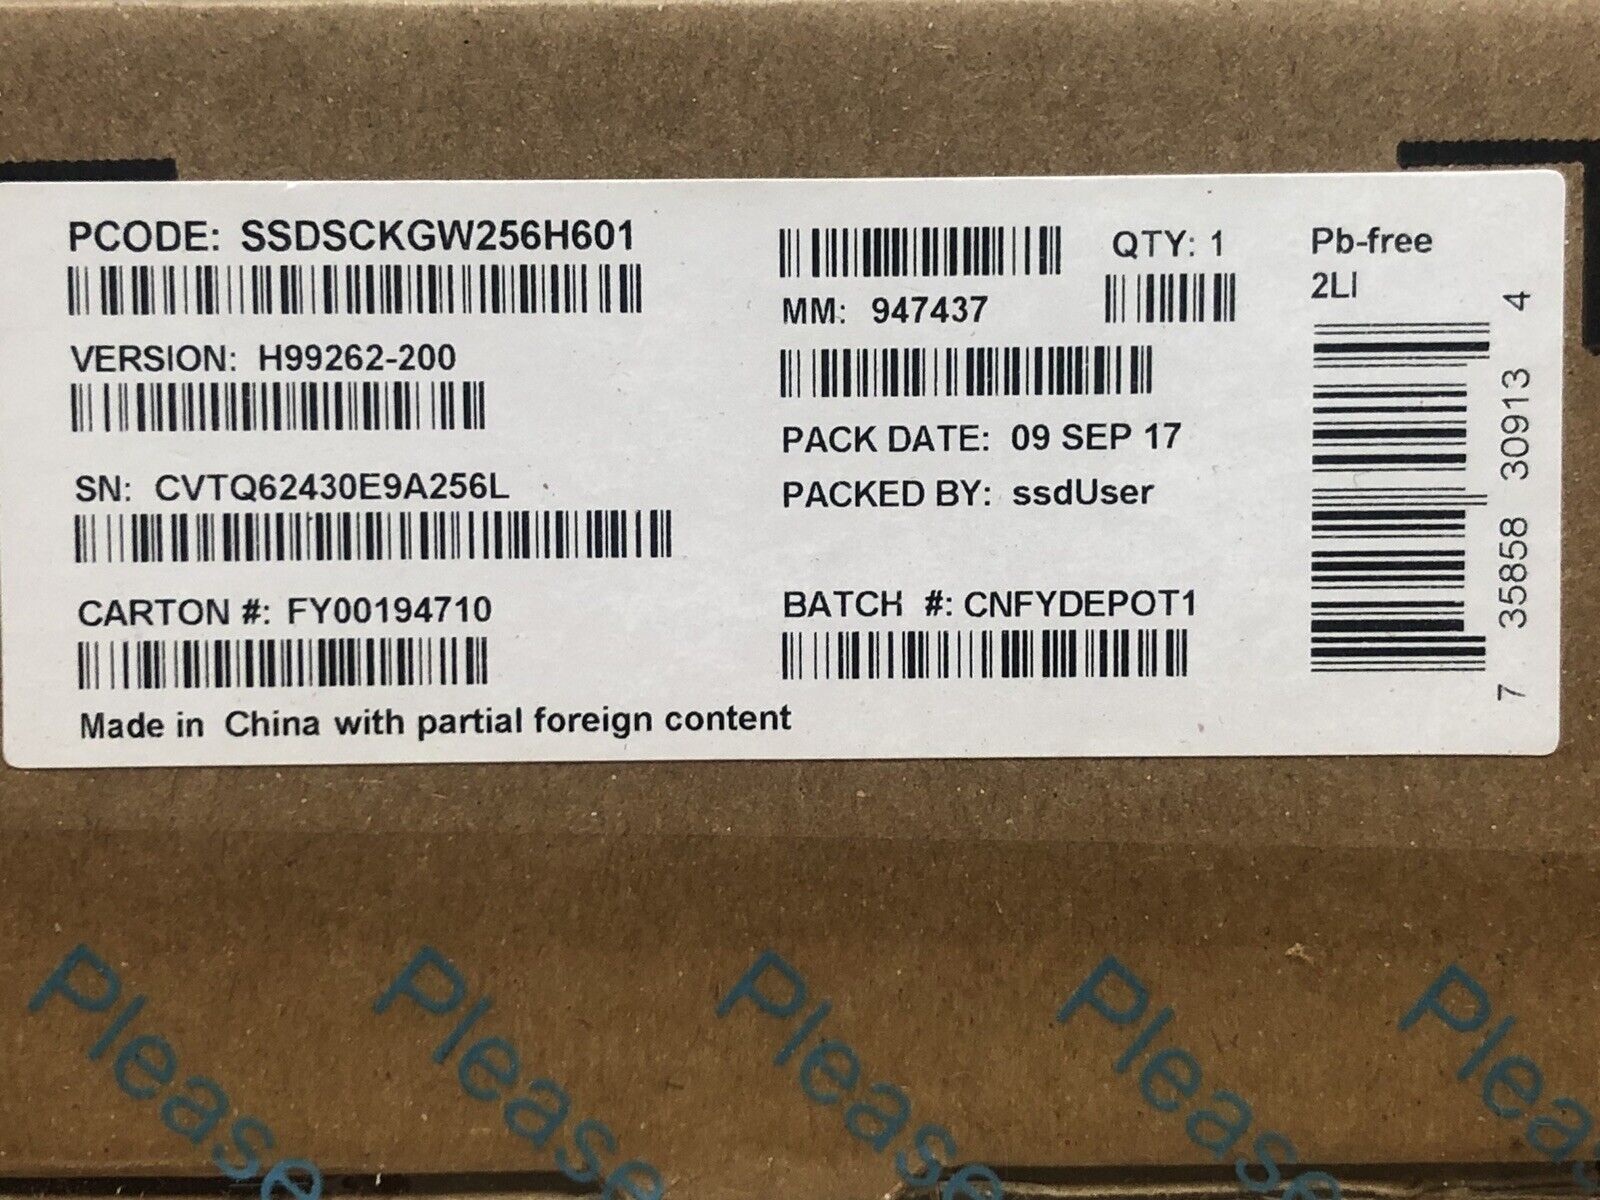 PCODE: SSDSCKGW256H601
VERSION: H99262-200
SN: CVTQ62430E9A256L
CARTON #: FY00194710
Made in China with partial foreign content
MM: 947437
QTY: 1
PACK DATE: 09 SEP 17
PACKED BY: ssdUser
BATCH #: CNFYDEPOT1
Pb-free
2LI
7 35858 30913 4
Please Please Please Please Please